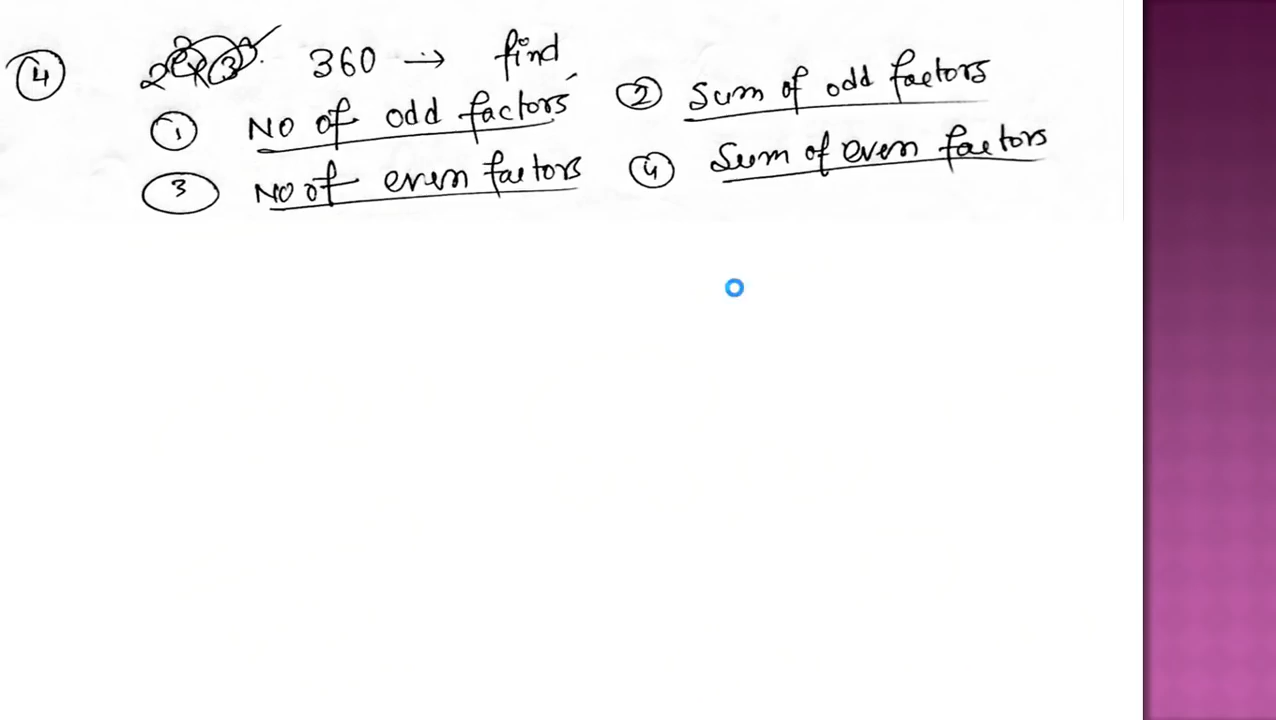 ④ 360 → find
① No of odd factors ② Sum of odd factors
③ No of even factors ④ Sum of even factors